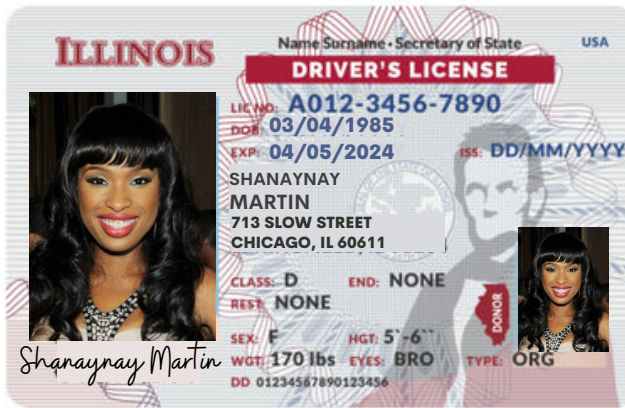 ILLINOIS
Name Surname • Secretary of State
USA
DRIVER'S LICENSE
LIC NO: A012-3456-7890
DOB: 03/04/1985
EXP: 04/05/2024 ISS: DD/MM/YYYY
SHANAYNAY
MARTIN
713 SLOW STREET
CHICAGO, IL 60611
CLASS: D END: NONE
REST: NONE
DONOR
SEX: F HGT: 5`-6``
WGT: 170 lbs EYES: BRO TYPE: ORG
DD 01234567890123456
Shanaynay Martin